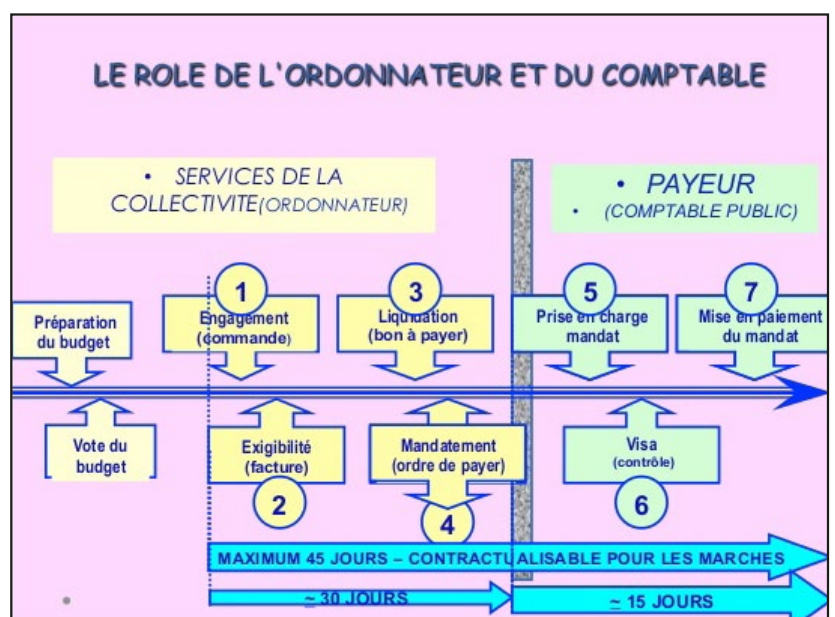 LE ROLE DE L'ORDONNATEUR ET DU COMPTABLE
• SERVICES DE LA
COLLECTIVITE(ORDONNATEUR)
• PAYEUR
• (COMPTABLE PUBLIC)
1
3
5
7
Préparation
du budget
Engagement
(commande)
Liquidation
(bon à payer)
Prise en charge
mandat
Mise en paiement
du mandat
Vote du
budget
Exigibilité
(facture)
Mandatement
(ordre de payer)
Visa
(contrôle)
2
4
6
MAXIMUM 45 JOURS – CONTRACTUALISABLE POUR LES MARCHES
≃ 30 JOURS
≃ 15 JOURS